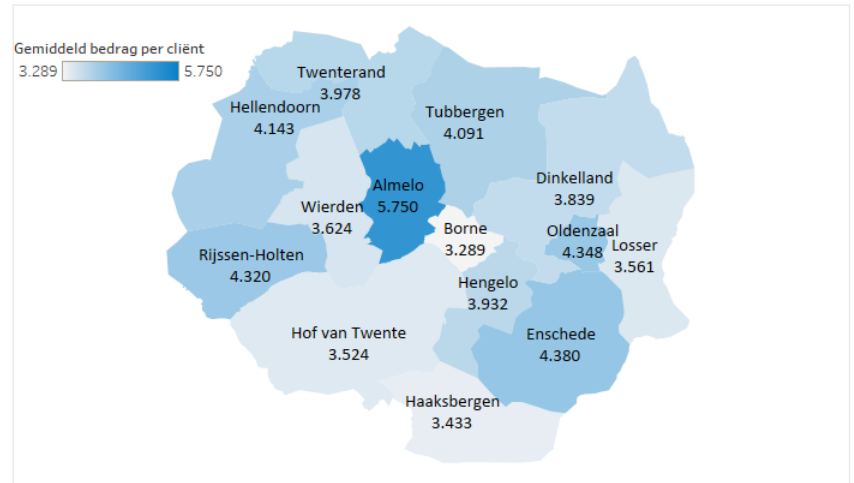 Gemiddeld bedrag per cliënt
3.289 5.750
Twenterand
3.978
Hellendoorn
4.143
Tubbergen
4.091
Almelo
5.750
Dinkelland
3.839
Wierden
3.624
Borne
3.289
Oldenzaal
4.348
Losser
3.561
Rijssen-Holten
4.320
Hengelo
3.932
Hof van Twente
3.524
Enschede
4.380
Haaksbergen
3.433